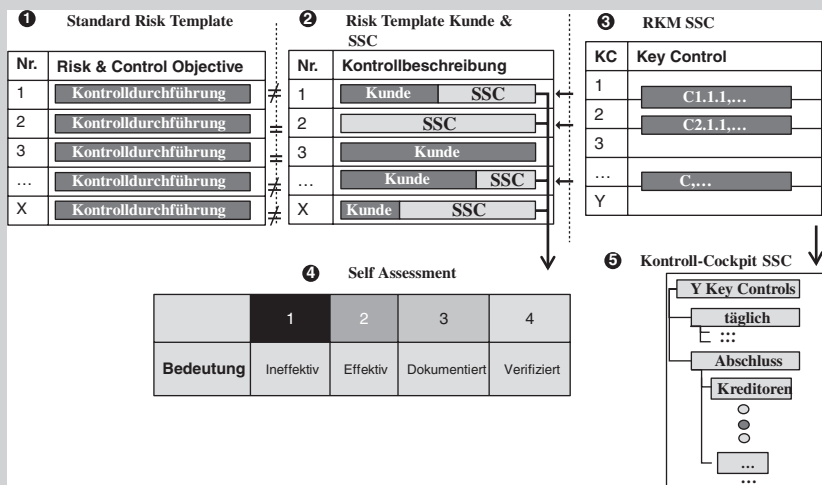 ❶ Standard Risk Template
Nr. Risk & Control Objective
1 Kontrolldurchführung ≠
2 Kontrolldurchführung =
3 Kontrolldurchführung =
… Kontrolldurchführung ≠
X Kontrolldurchführung ≠
❷ Risk Template Kunde &
SSC
Nr. Kontrollbeschreibung
1 Kunde SSC
2 SSC
3 Kunde
… Kunde SSC
X Kunde SSC
❸ RKM SSC
KC Key Control
1
C1.1.1,…
2
C2.1.1,…
3
…
C,…
Y
❹ Self Assessment
1 2 3 4
Bedeutung Ineffektiv Effektiv Dokumentiert Verifiziert
❺ Kontroll-Cockpit SSC
Y Key Controls
täglich
…
Abschluss
Kreditoren
…
…